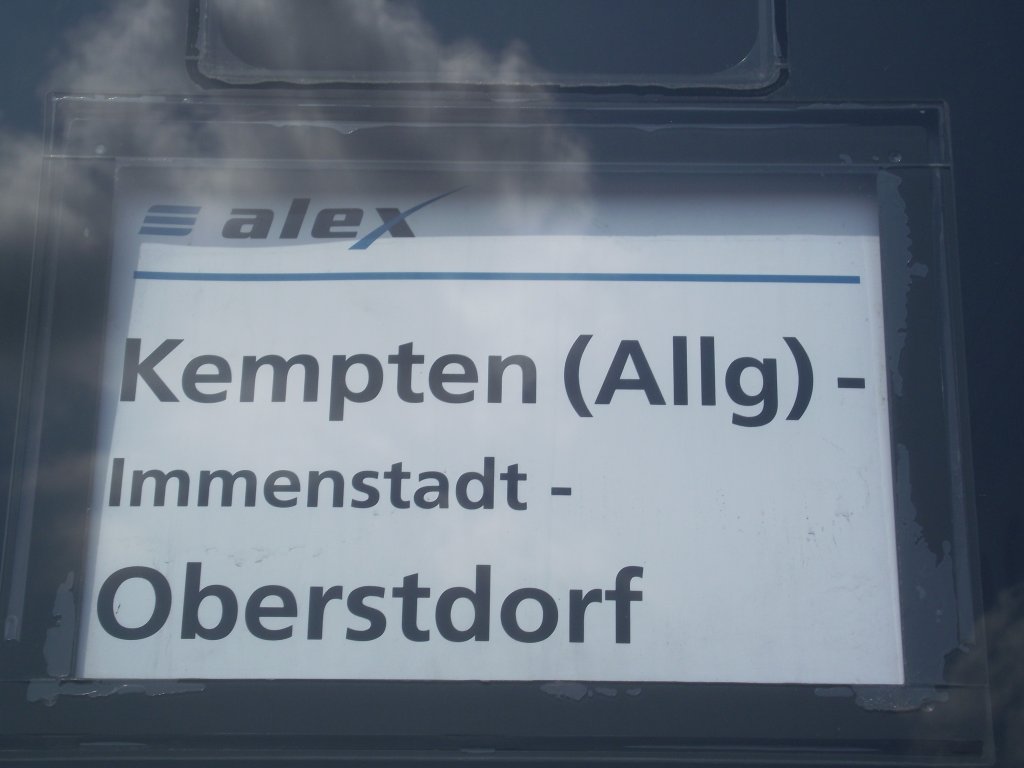 alex
Kempten (Allg) -
Immenstadt -
Oberstdorf